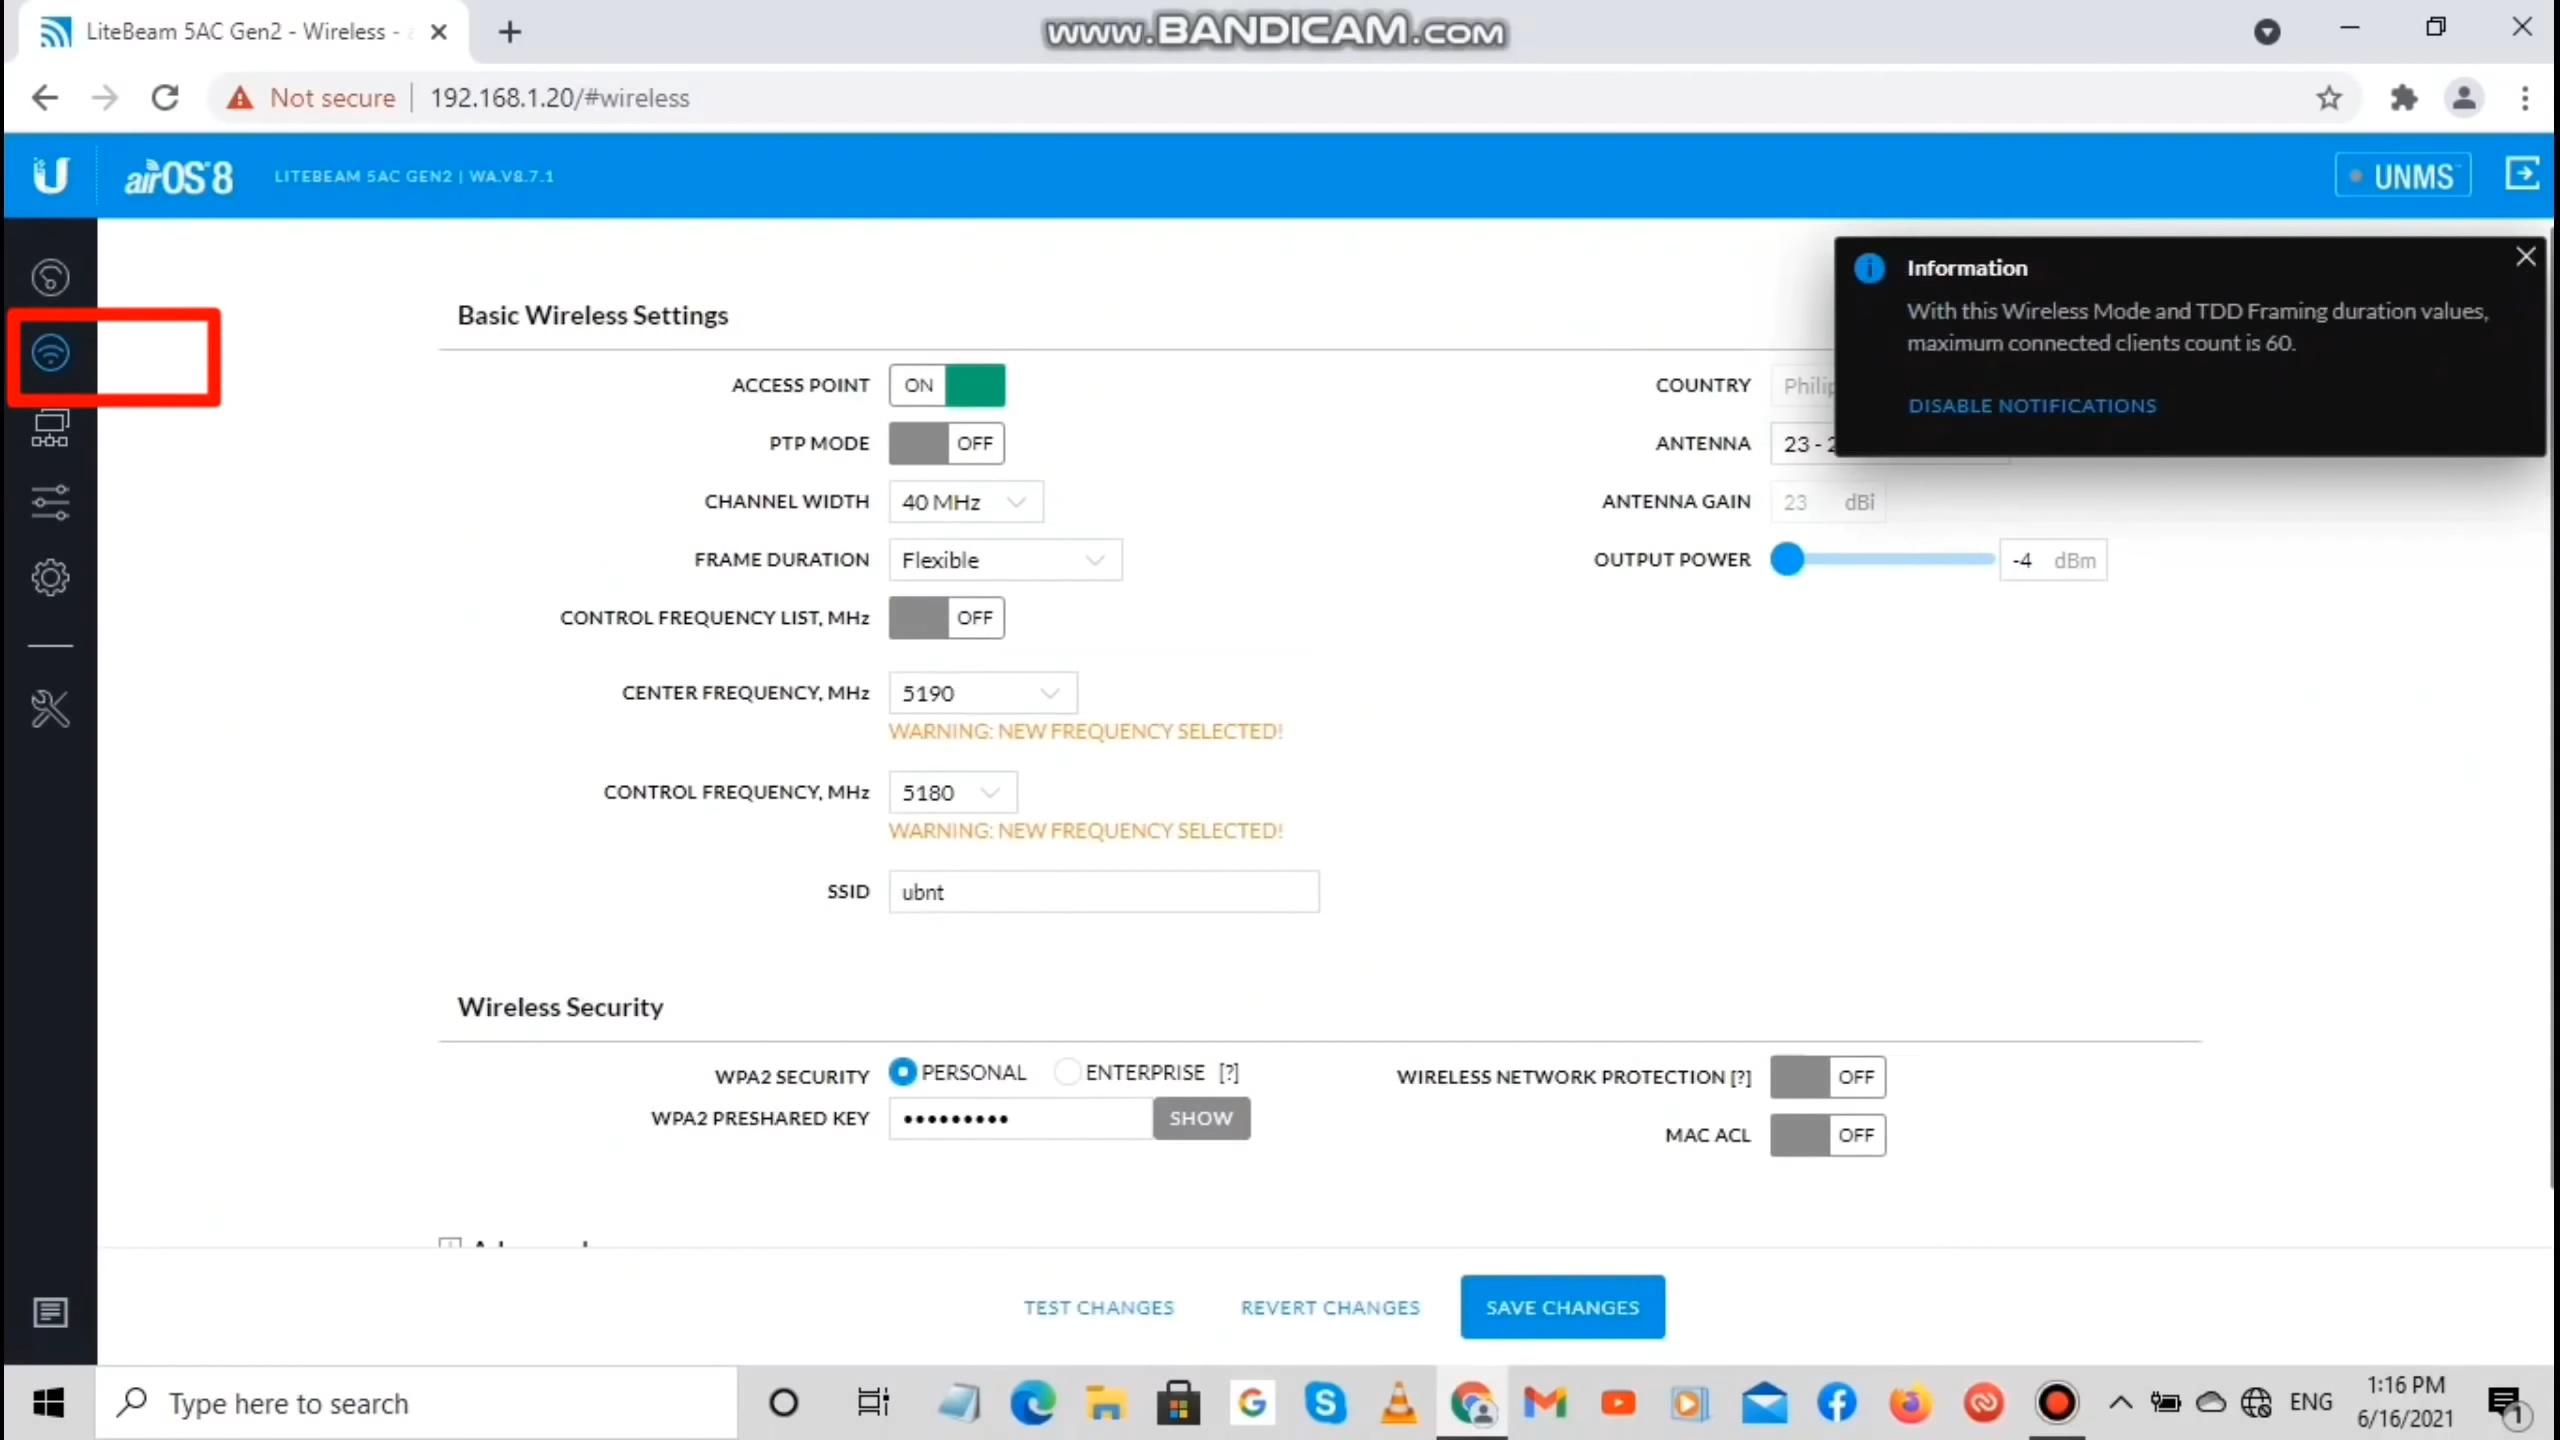 LiteBeam 5AC Gen2 - Wireless -
www.BANDICAM.com
Not secure
192.168.1.20/#wireless
airOS 8
LITEBEAM 5AC GEN2 | WA.V8.7.1
UNMS
Information
With this Wireless Mode and TDD Framing duration values,
maximum connected clients count is 60.
DISABLE NOTIFICATIONS
Basic Wireless Settings
ACCESS POINT ON
PTP MODE OFF
CHANNEL WIDTH 40 MHz
FRAME DURATION Flexible
CONTROL FREQUENCY LIST, MHz OFF
CENTER FREQUENCY, MHz 5190
WARNING: NEW FREQUENCY SELECTED!
CONTROL FREQUENCY, MHz 5180
WARNING: NEW FREQUENCY SELECTED!
SSID ubnt
COUNTRY Philip
ANTENNA 23 - 2
ANTENNA GAIN 23 dBi
OUTPUT POWER -4 dBm
Wireless Security
WPA2 SECURITY PERSONAL ENTERPRISE [?]
WPA2 PRESHARED KEY ••••••••• SHOW
WIRELESS NETWORK PROTECTION [?] OFF
MAC ACL OFF
TEST CHANGES
REVERT CHANGES
SAVE CHANGES
Type here to search
ENG
1:16 PM
6/16/2021
1